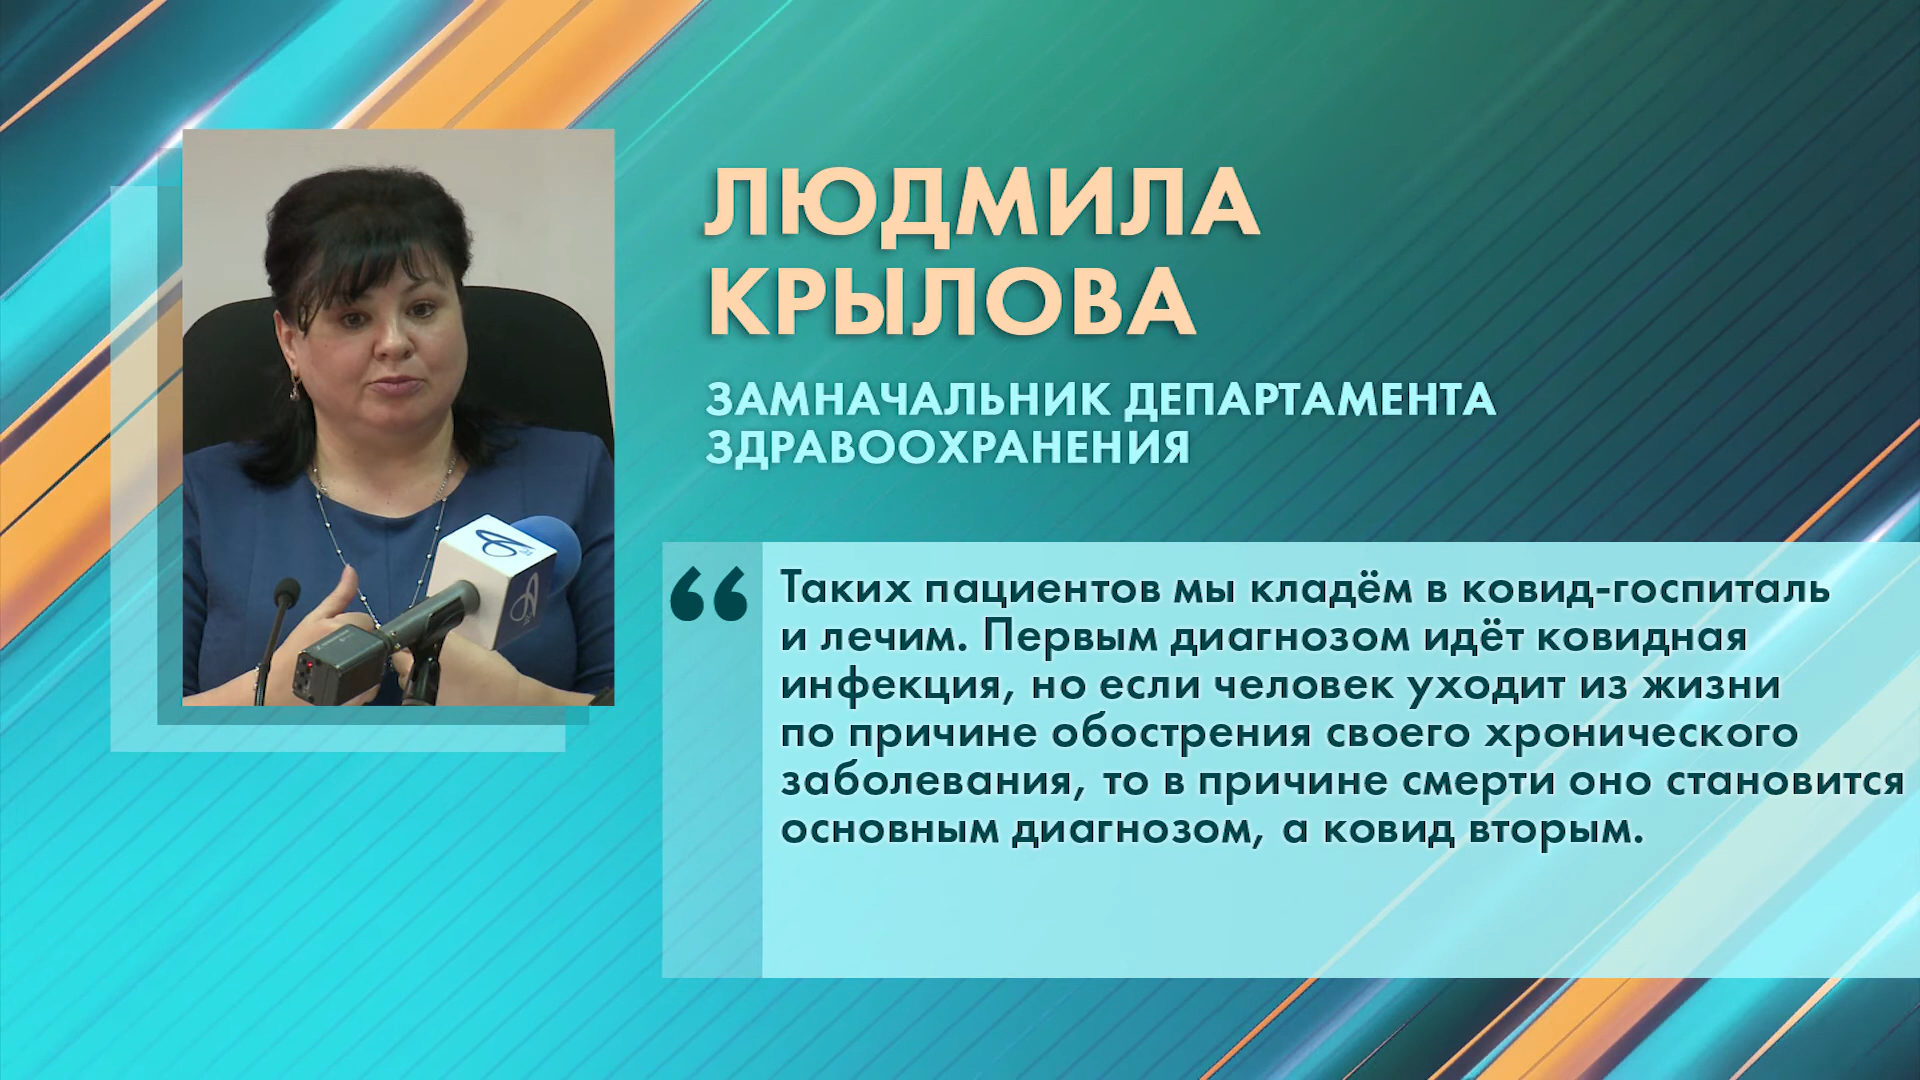 ЛЮДМИЛА
КРЫЛОВА
ЗАМНАЧАЛЬНИК ДЕПАРТАМЕНТА
ЗДРАВООХРАНЕНИЯ
“ Таких пациентов мы кладём в ковид-госпиталь
и лечим. Первым диагнозом идёт ковидная
инфекция, но если человек уходит из жизни
по причине обострения своего хронического
заболевания, то в причине смерти оно становится
основным диагнозом, а ковид вторым.